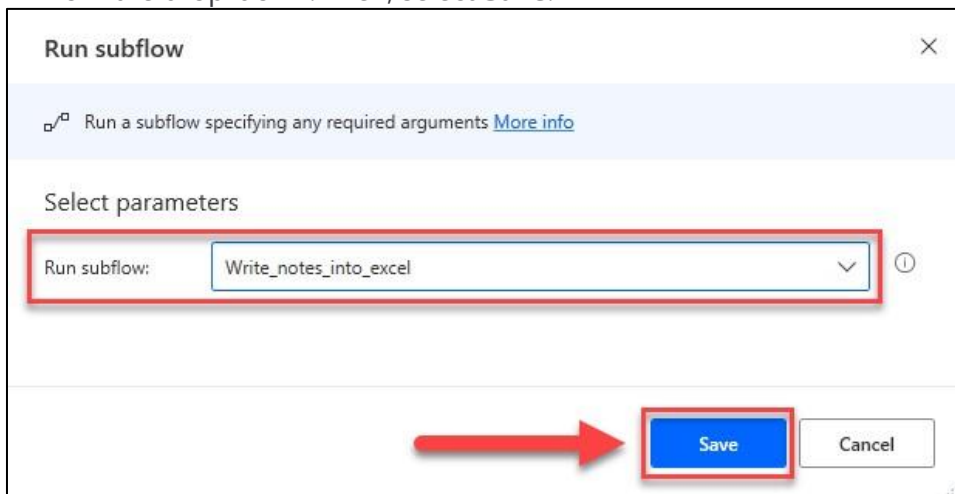 Run subflow
Run a subflow specifying any required arguments More info
Select parameters
Run subflow: Write_notes_into_excel
Save Cancel